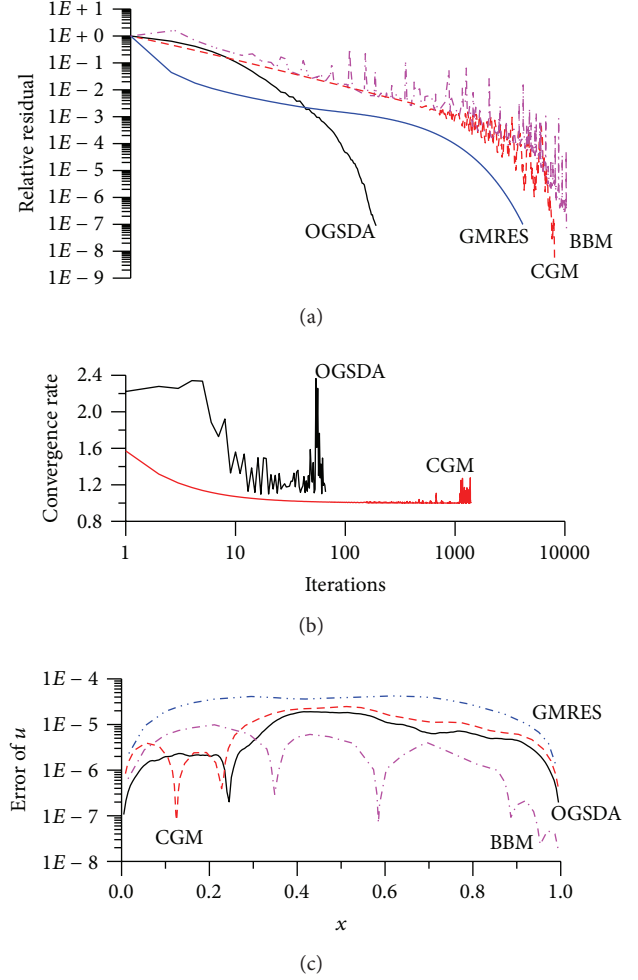 1E + 1
1E + 0
1E − 1
1E − 2
1E − 3
1E − 4
1E − 5
1E − 6
1E − 7
1E − 8
1E − 9
Relative residual
OGSDA
GMRES
BBM
CGM
(a)
2.4
2.0
1.6
1.2
0.8
Convergence rate
OGSDA
CGM
1
10
100
1000
10000
Iterations
(b)
1E − 4
1E − 5
1E − 6
1E − 7
1E − 8
Error of u
GMRES
OGSDA
CGM
BBM
0.0
0.2
0.4
0.6
0.8
1.0
x
(c)